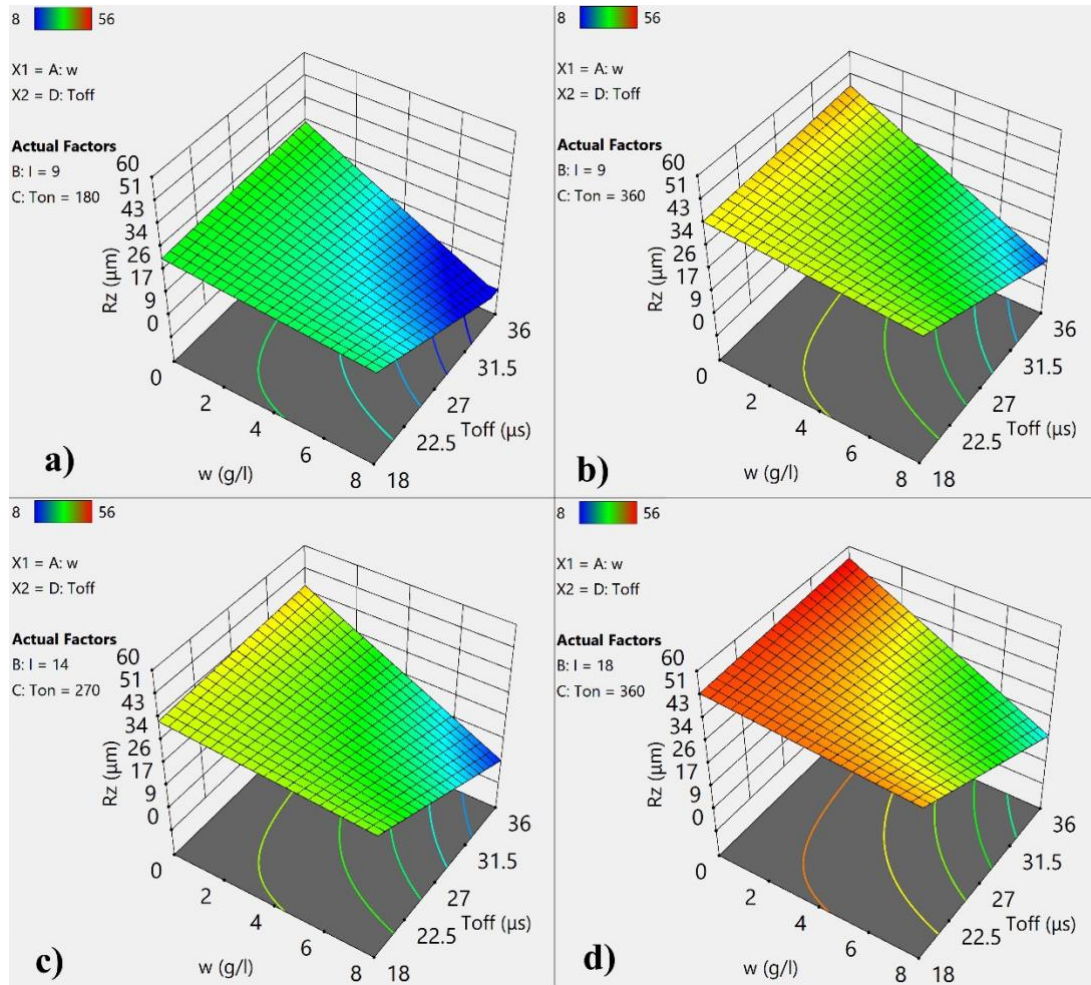 8 56
X1 = A: w
X2 = D: Toff
Actual Factors
B: I = 9
C: Ton = 180
60
51
43
34
26
17
9
0
Rz (µm)
0
2
4
6
8
w (g/l)
18
22.5
27
31.5
36
Toff (µs)
a)
8 56
X1 = A: w
X2 = D: Toff
Actual Factors
B: I = 9
C: Ton = 360
60
51
43
34
26
17
9
0
Rz (µm)
0
2
4
6
8
w (g/l)
18
22.5
27
31.5
36
Toff (µs)
b)
8 56
X1 = A: w
X2 = D: Toff
Actual Factors
B: I = 14
C: Ton = 270
60
51
43
34
26
17
9
0
Rz (µm)
0
2
4
6
8
w (g/l)
18
22.5
27
31.5
36
Toff (µs)
c)
8 56
X1 = A: w
X2 = D: Toff
Actual Factors
B: I = 18
C: Ton = 360
60
51
43
34
26
17
9
0
Rz (µm)
0
2
4
6
8
w (g/l)
18
22.5
27
31.5
36
Toff (µs)
d)